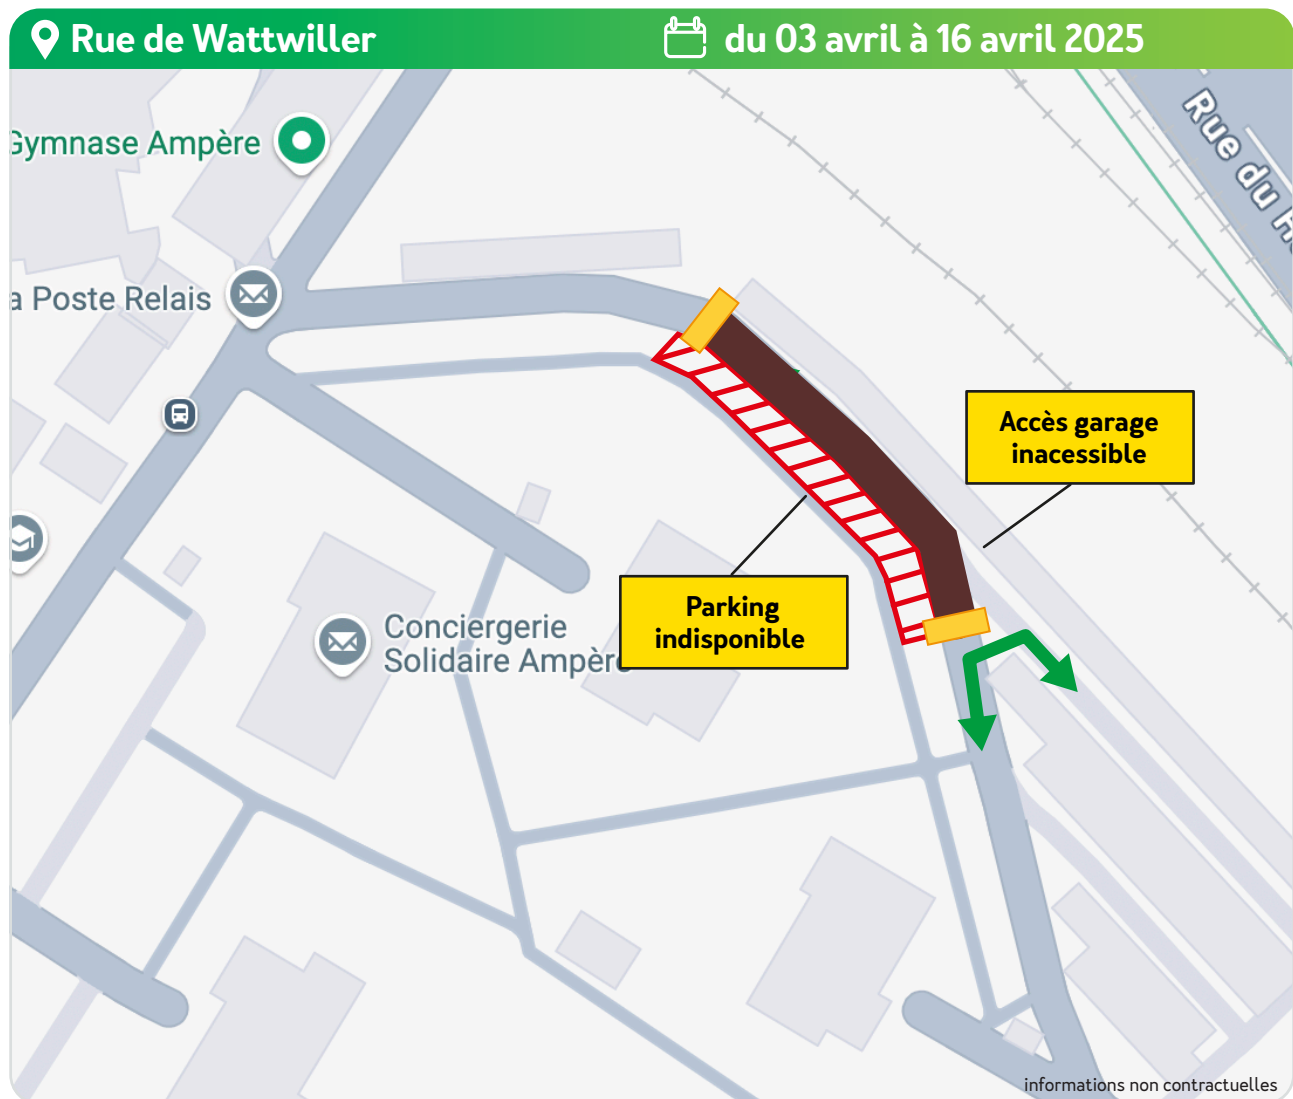 Rue de Wattwiller
du 03 avril à 16 avril 2025
Gymnase Ampère
Rue du
a Poste Relais
Accès garage
inacessible
Parking
indisponible
Conciergerie
Solidaire Ampère
informations non contractuelles